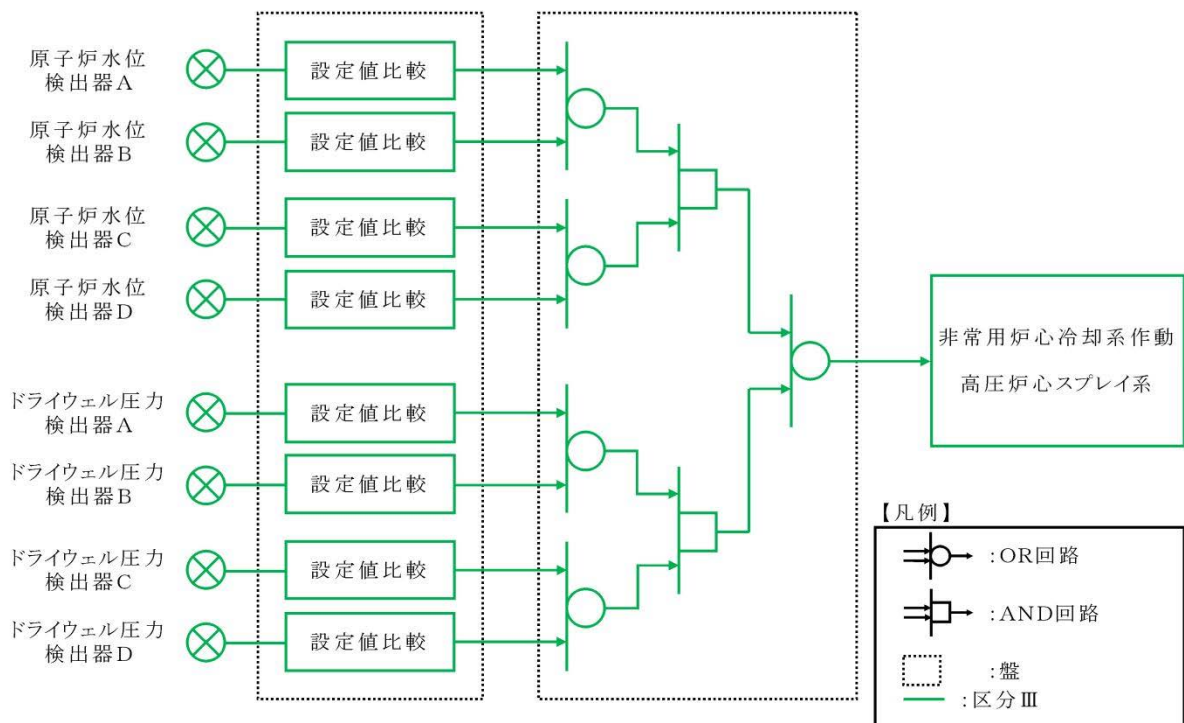 原子炉水位
検出器A
設定値比較
原子炉水位
検出器B
設定値比較
原子炉水位
検出器C
設定値比較
原子炉水位
検出器D
設定値比較
ドライウェル圧力
検出器A
設定値比較
ドライウェル圧力
検出器B
設定値比較
ドライウェル圧力
検出器C
設定値比較
ドライウェル圧力
検出器D
設定値比較
非常用炉心冷却系作動
高圧炉心スプレイ系
【凡例】
:OR回路
:AND回路
:盤
:区分Ⅲ